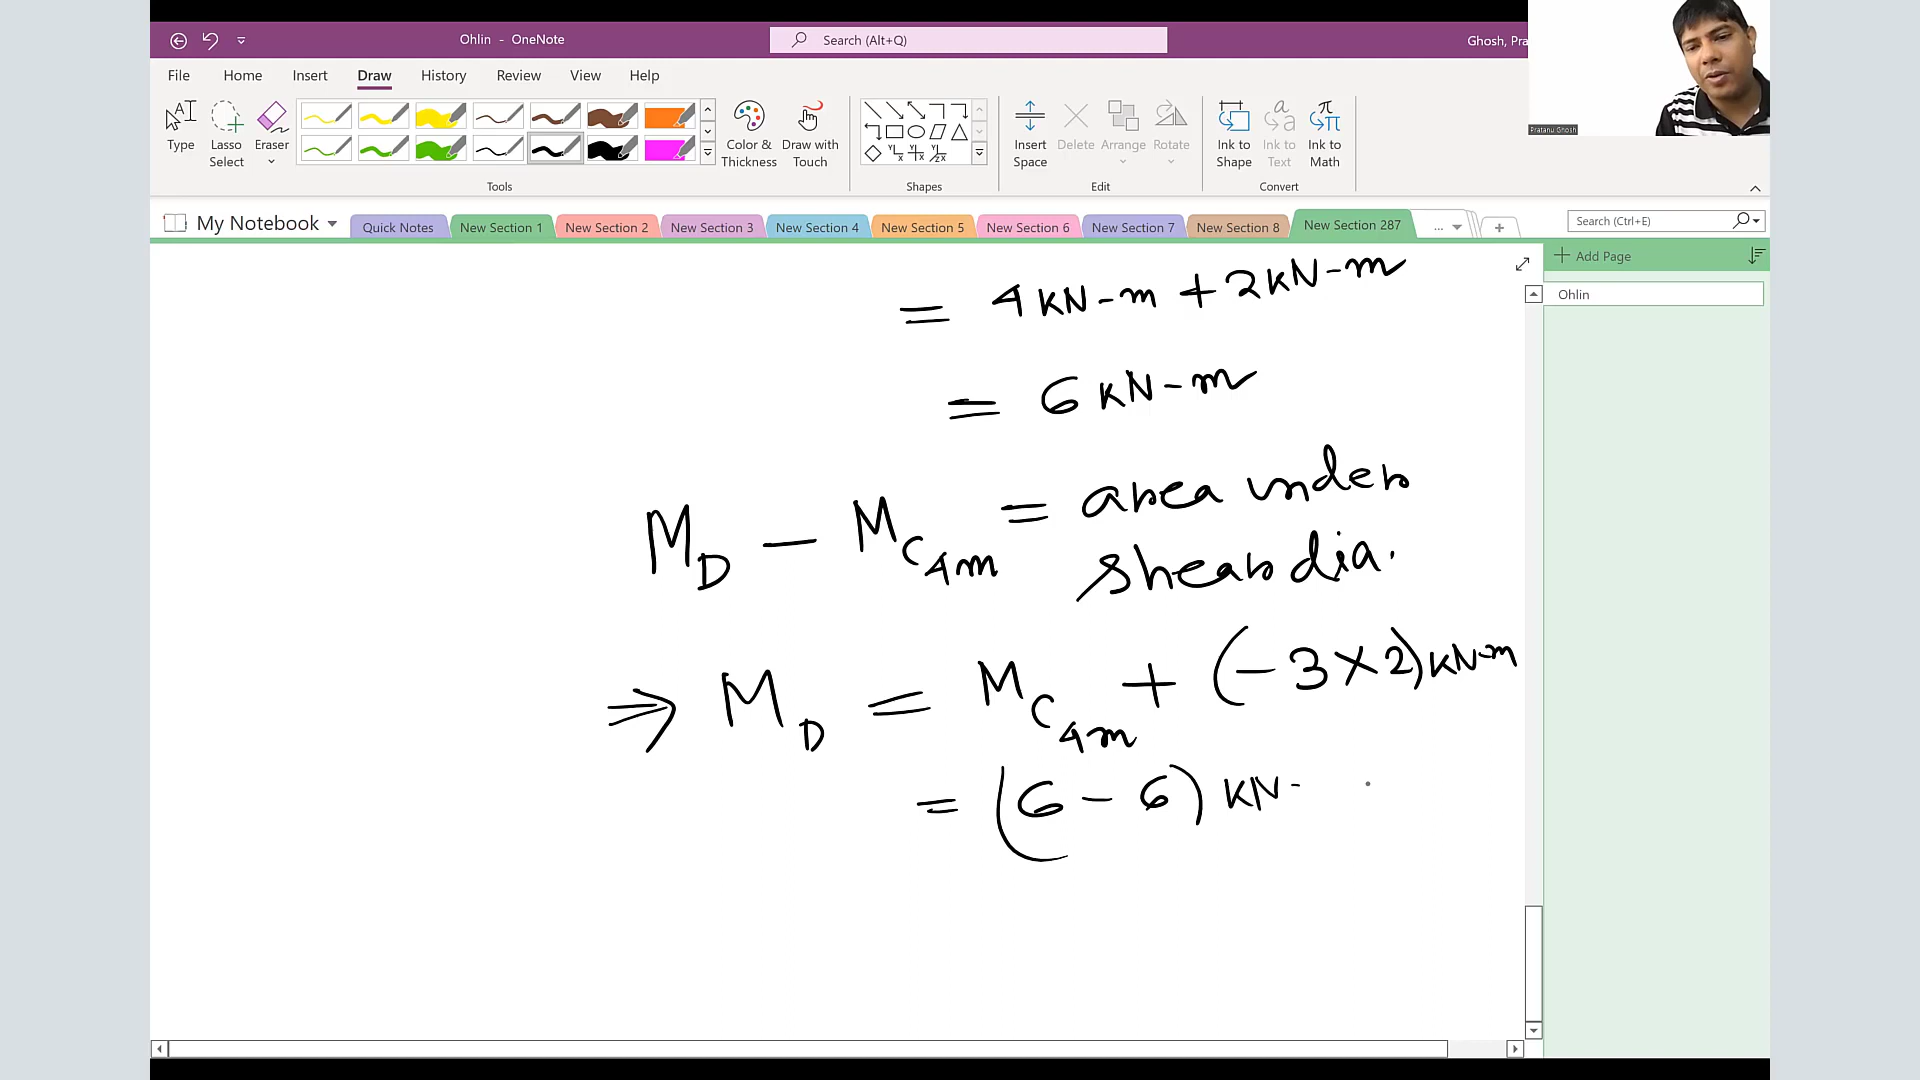 Ohlin - OneNote
Search (Alt+Q)
Ghosh, Pra
File Home Insert Draw History Review View Help
Type
Lasso Select
Eraser
Color & Thickness
Draw with Touch
Insert Space
Delete
Arrange
Rotate
Ink to Shape
Ink to Text
Ink to Math
Tools
Shapes
Edit
Convert
Pratanu Ghosh
My Notebook
Quick Notes
New Section 1
New Section 2
New Section 3
New Section 4
New Section 5
New Section 6
New Section 7
New Section 8
New Section 287
...
Search (Ctrl+E)
Add Page
Ohlin
= 4 kN-m + 2 kN-m
= 6 kN-m
M_D - M_C_4m = area under
shear dia.
⇒ M_D = M_C_4m + (-3 × 2) kN-m
= (6 - 6) kN-